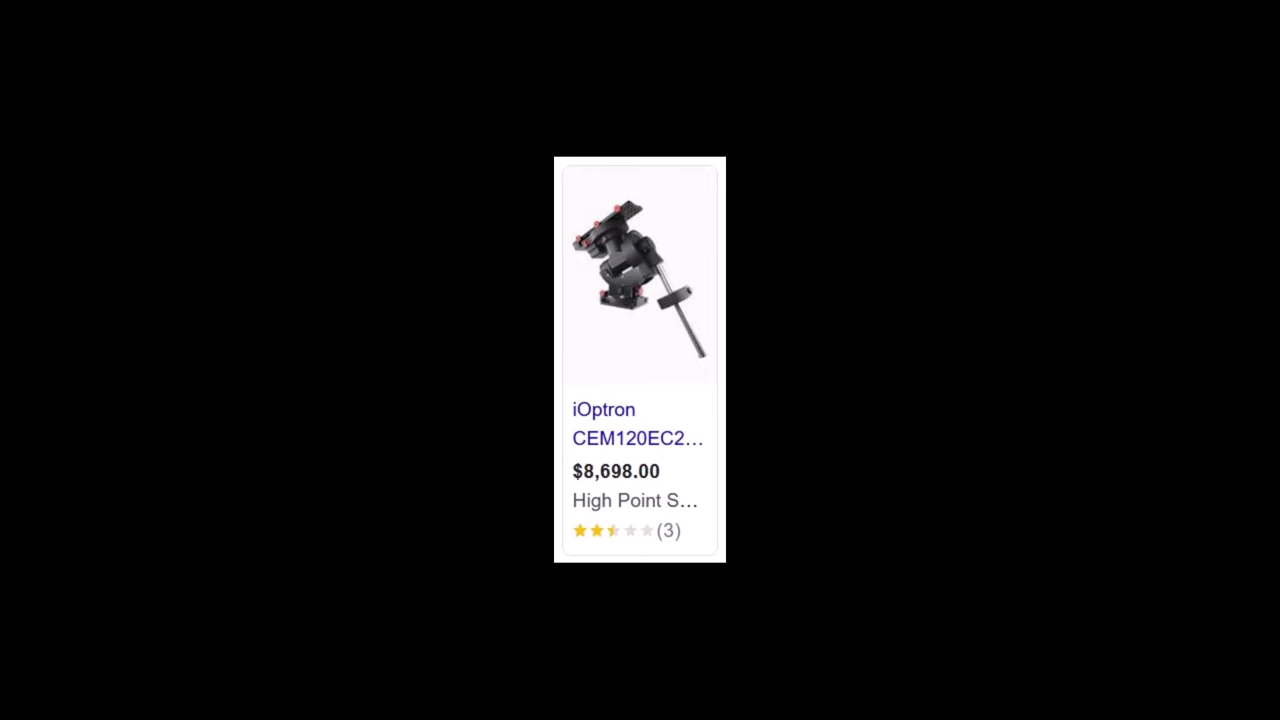 iOptron
CEM120EC2...
$8,698.00
High Point S...
(3)